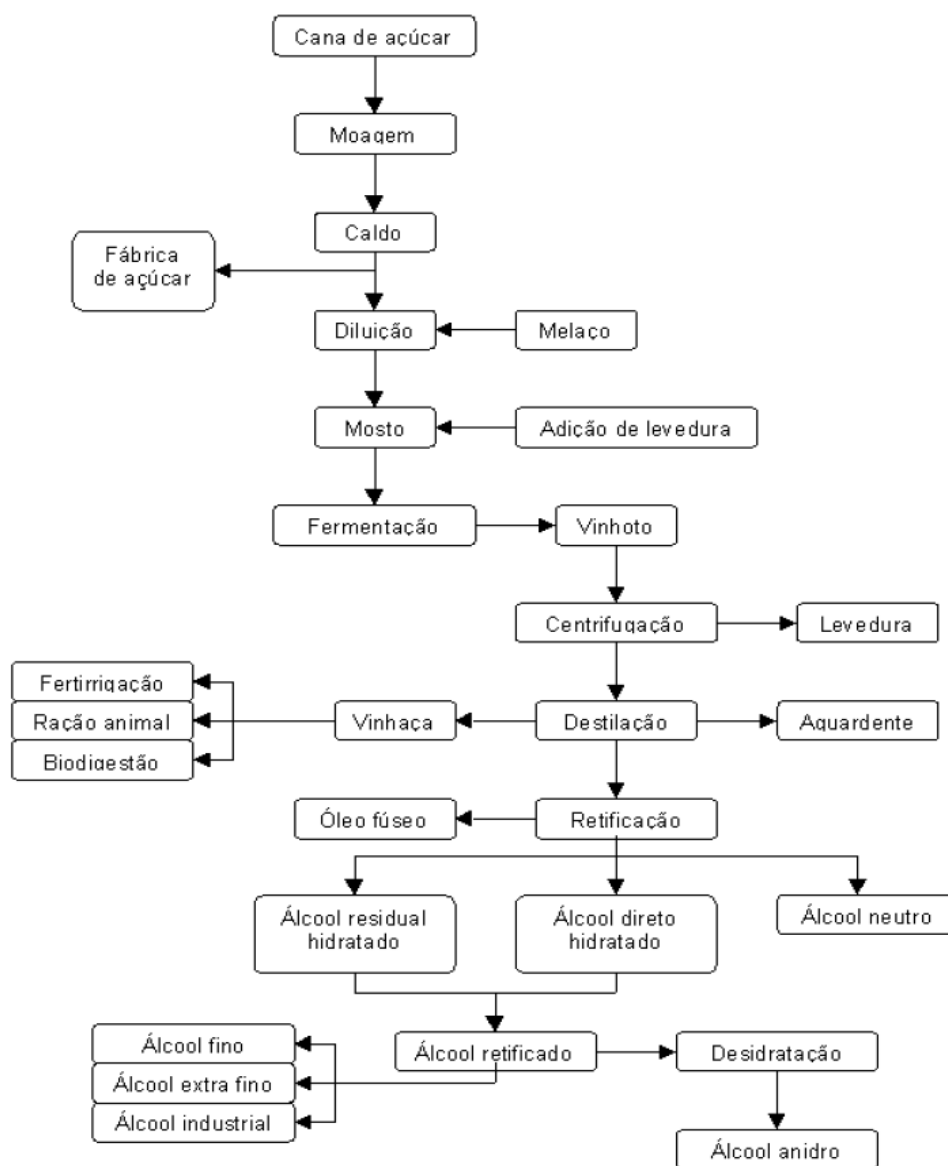 Cana de açúcar
Moagem
Caldo
Fábrica
de açúcar
Diluição
Melaço
Mosto
Adição de levedura
Fermentação
Vinhoto
Centrifugação
Levedura
Fertirrigação
Ração animal
Biodigestão
Vinhaça
Destilação
Aquardente
Óleo fúseo
Retificação
Álcool residual
hidratado
Álcool direto
hidratado
Álcool neutro
Álcool fino
Álcool extra fino
Álcool industrial
Álcool retificado
Desidratação
Álcool anidro